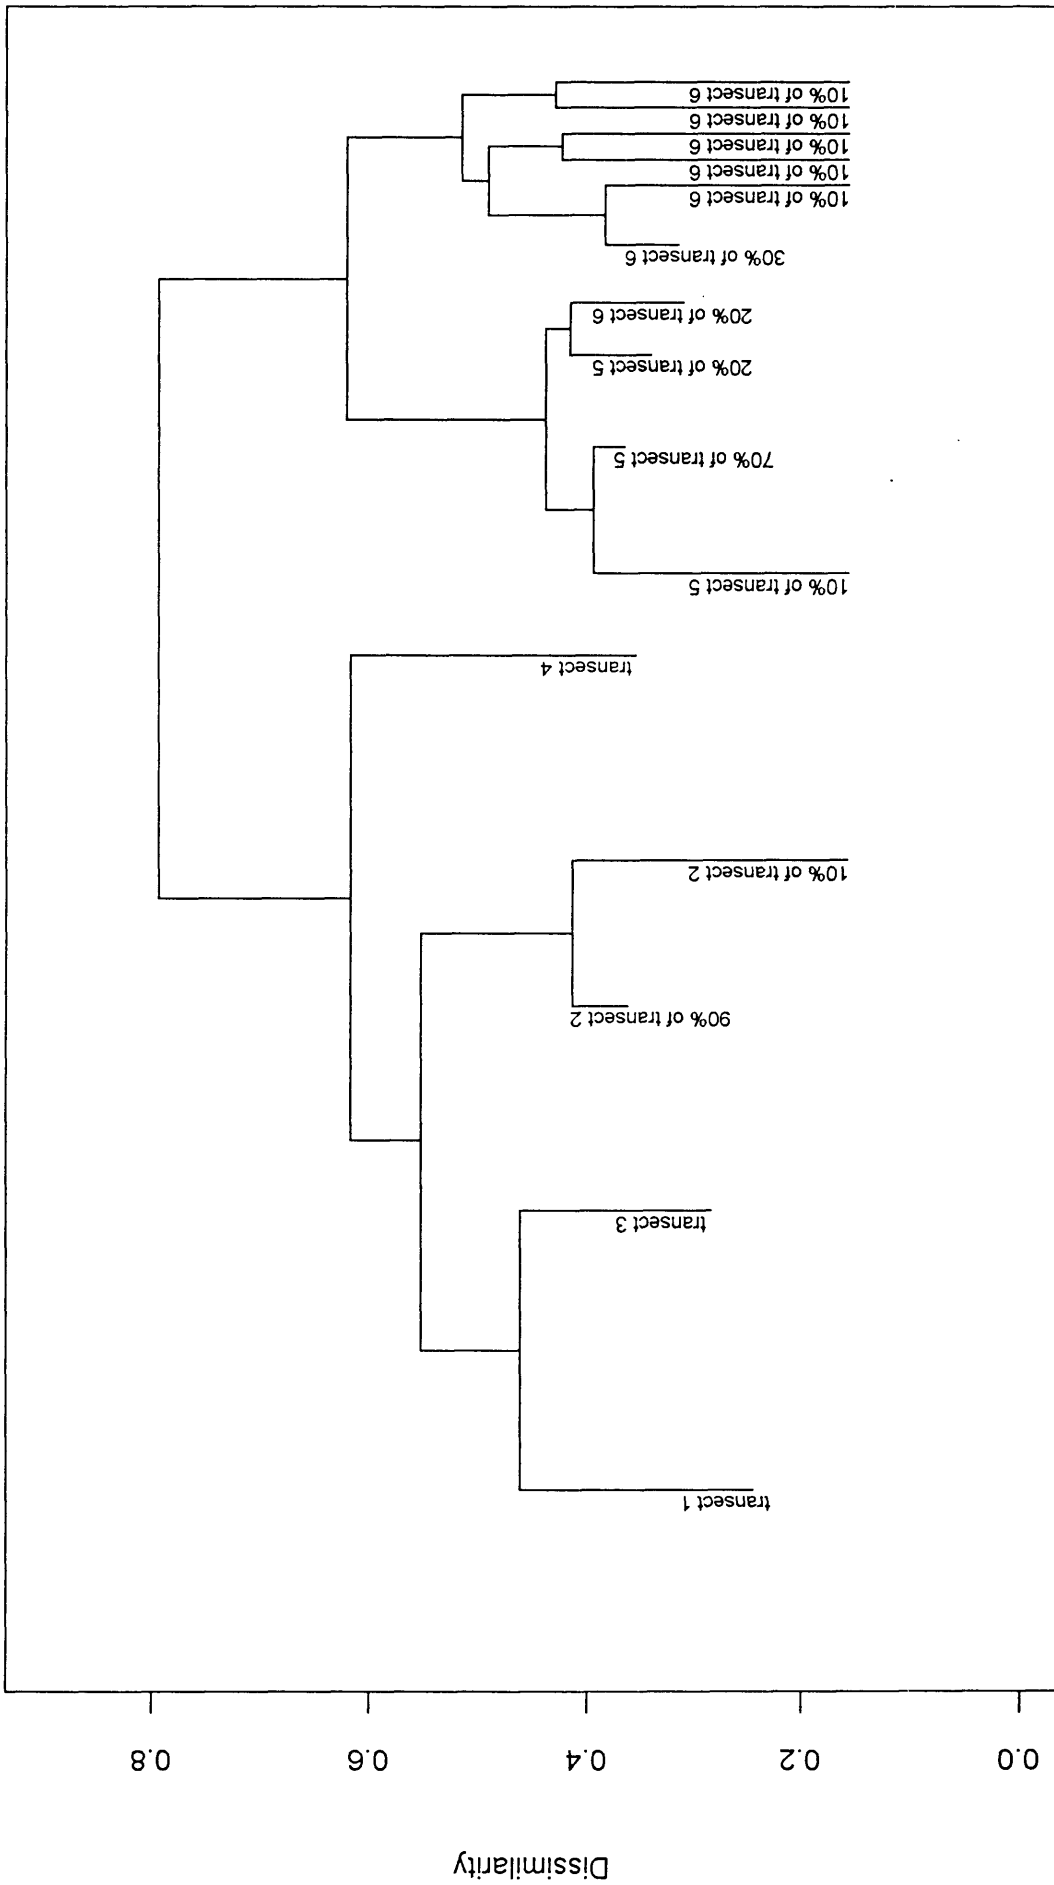 Dissimilarity
0.0
0.2
0.4
0.6
0.8
transect 1
transect 3
90% of transect 2
10% of transect 2
transect 4
10% of transect 5
70% of transect 5
20% of transect 5
20% of transect 6
30% of transect 6
10% of transect 6
10% of transect 6
10% of transect 6
10% of transect 6
10% of transect 6